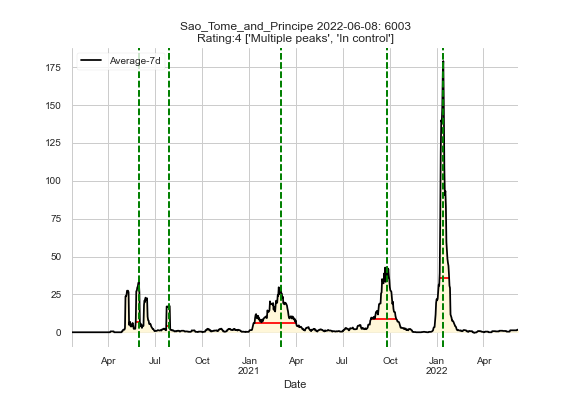 Sao_Tome_and_Principe 2022-06-08: 6003
Rating:4 ['Multiple peaks', 'In control']
Average-7d
175
150
125
100
75
50
25
0
Apr Jul Oct Jan Apr Jul Oct Jan Apr
2021 2022
Date